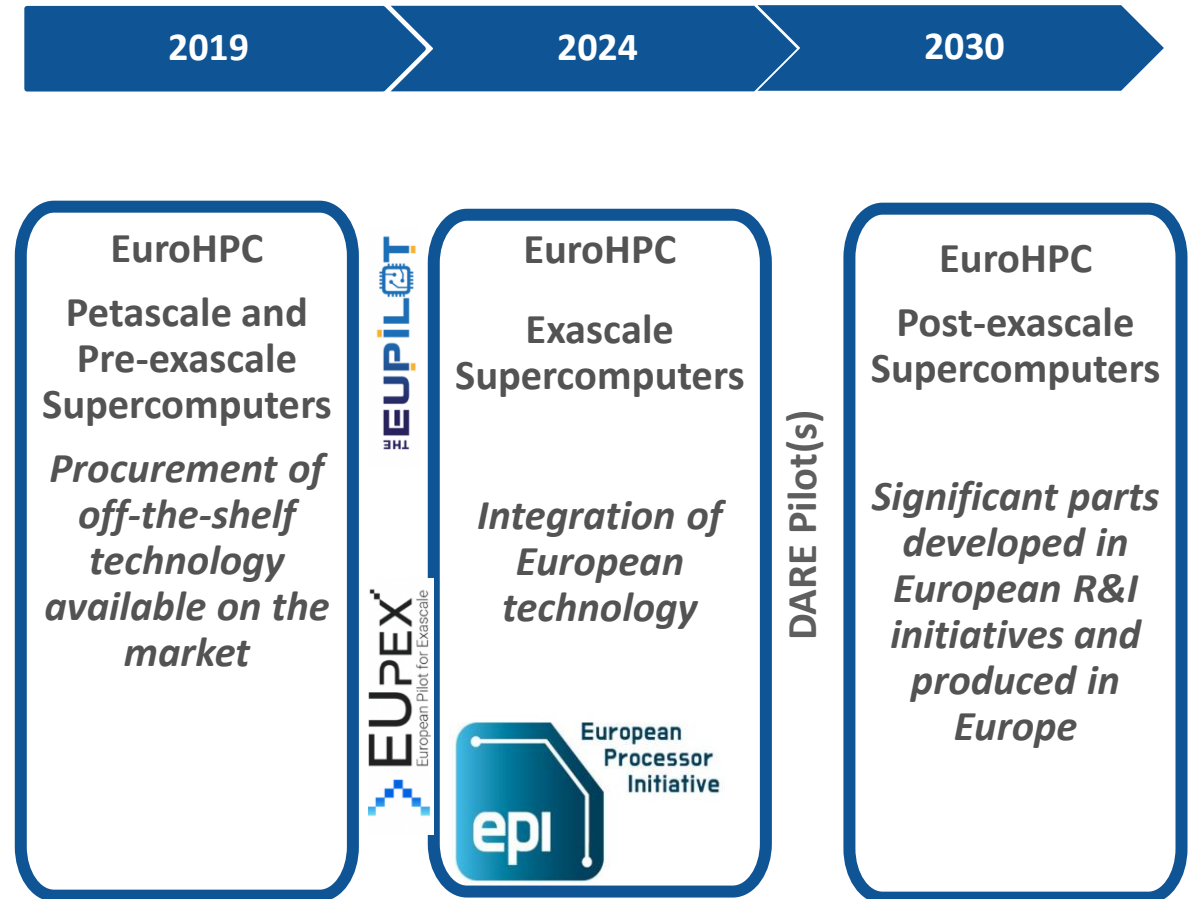 2019
2024
2030
EuroHPC
Petascale and
Pre-exascale
Supercomputers
Procurement of
off-the-shelf
technology
available on the
market
THE EUPILOT
EUPEX
European Pilot for Exascale
EuroHPC
Exascale
Supercomputers
Integration of
European
technology
European
Processor
Initiative
epi
DARE Pilot(s)
EuroHPC
Post-exascale
Supercomputers
Significant parts
developed in
European R&I
initiatives and
produced in
Europe